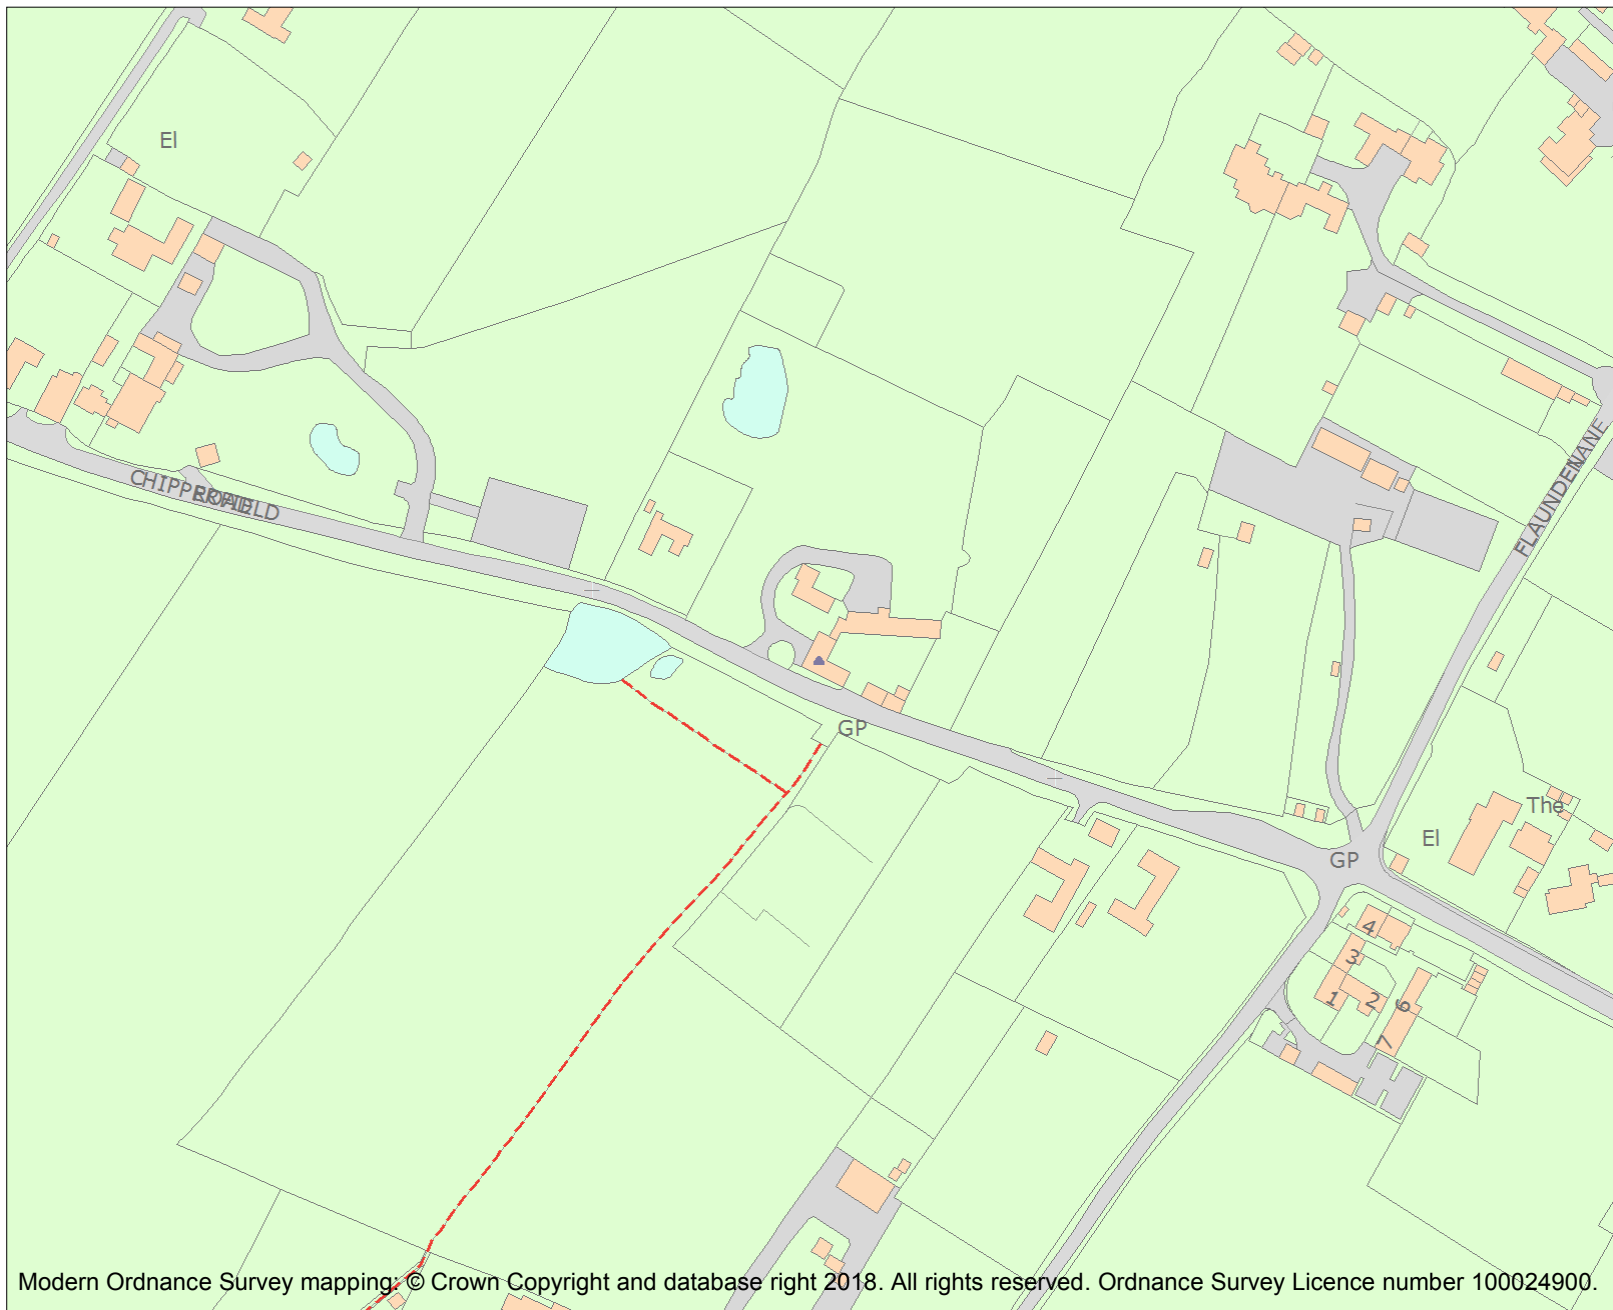 El
CHIPPERFIELD
ROAD
FLAUNDEN
LANE
GP
The
El
GP
4
3
1
2
6
7
Modern Ordnance Survey mapping: © Crown Copyright and database right 2018. All rights reserved. Ordnance Survey Licence number 100024900.